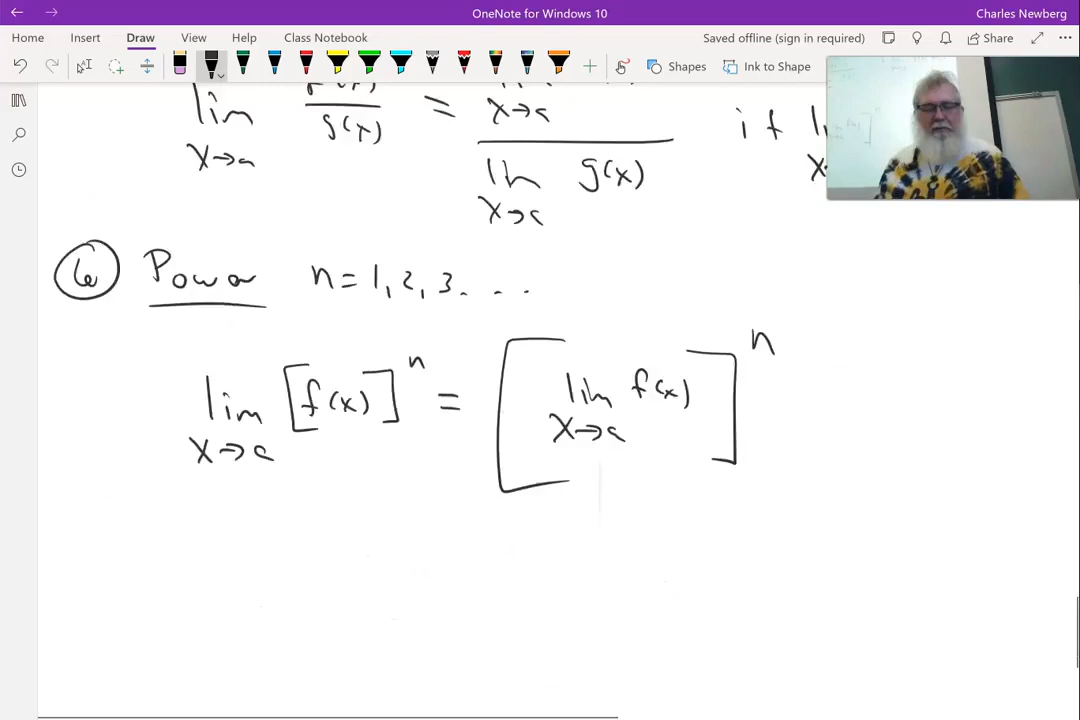 OneNote for Windows 10
Charles Newberg
Home Insert Draw View Help Class Notebook
Saved offline (sign in required)
Share
Shapes
Ink to Shape
lim x→a f(x)/g(x) = x→a / lim x→a g(x) if li x→
6 Power n = 1, 2, 3 . . .
lim x→a [f(x)]^n = [lim x→a f(x)]^n